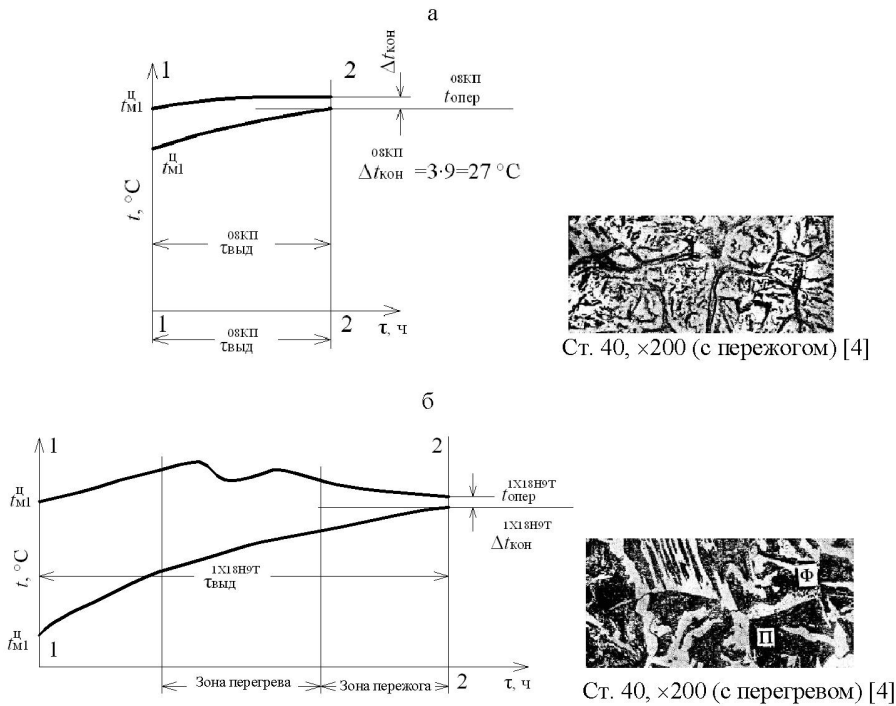 а
1
2
Δtкон
08КП
tопер
tм1ц
tм1ц
08КП
Δtкон =3·9=27 °С
t, °С
08КП
τвыд
2
τ, ч
08КП
τвыд
Ст. 40, ×200 (с пережогом) [4]
б
1
2
1Х18Н9Т
tопер
tм1ц
1Х18Н9Т
Δtкон
t, °С
1Х18Н9Т
τвыд
Ф
П
tм1ц
1
Зона перегрева
Зона пережога
2
τ, ч
Ст. 40, ×200 (с перегревом) [4]